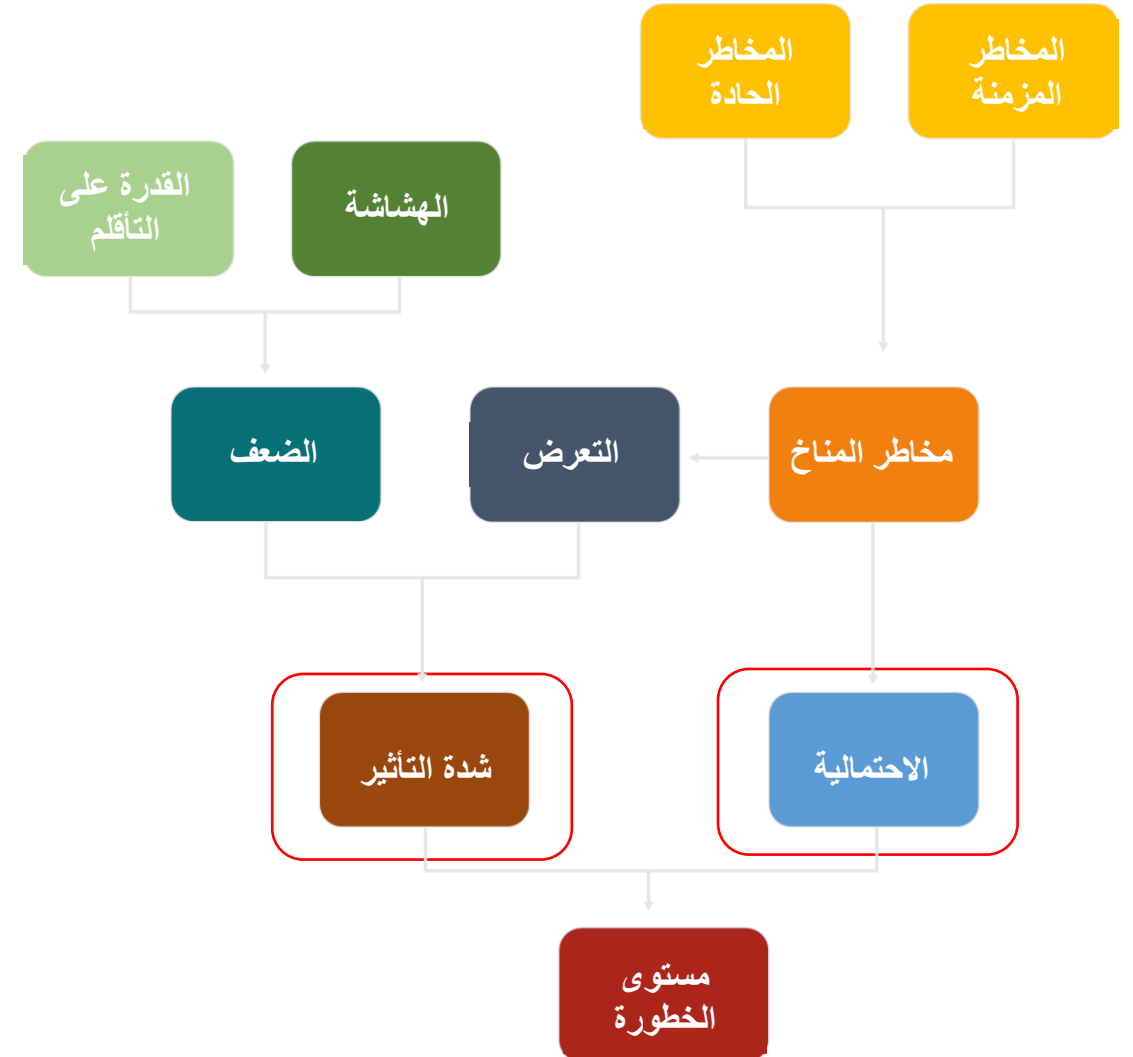 المخاطر
المزمنة
المخاطر
الحادة
الهشاشة
القدرة على
التأقلم
مخاطر المناخ
التعرض
الضعف
الاحتمالية
شدة التأثير
مستوى
الخطورة